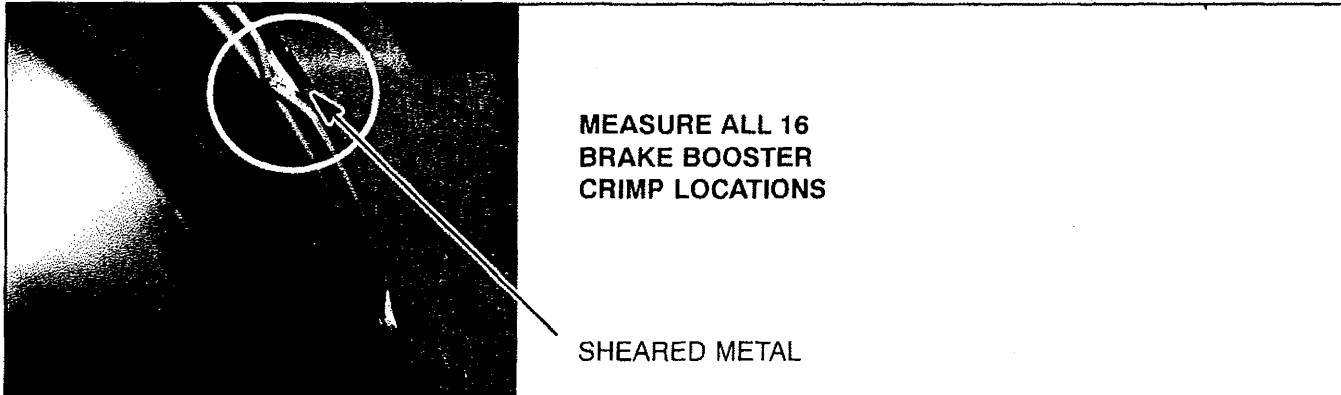 MEASURE ALL 16
BRAKE BOOSTER
CRIMP LOCATIONS
SHEARED METAL